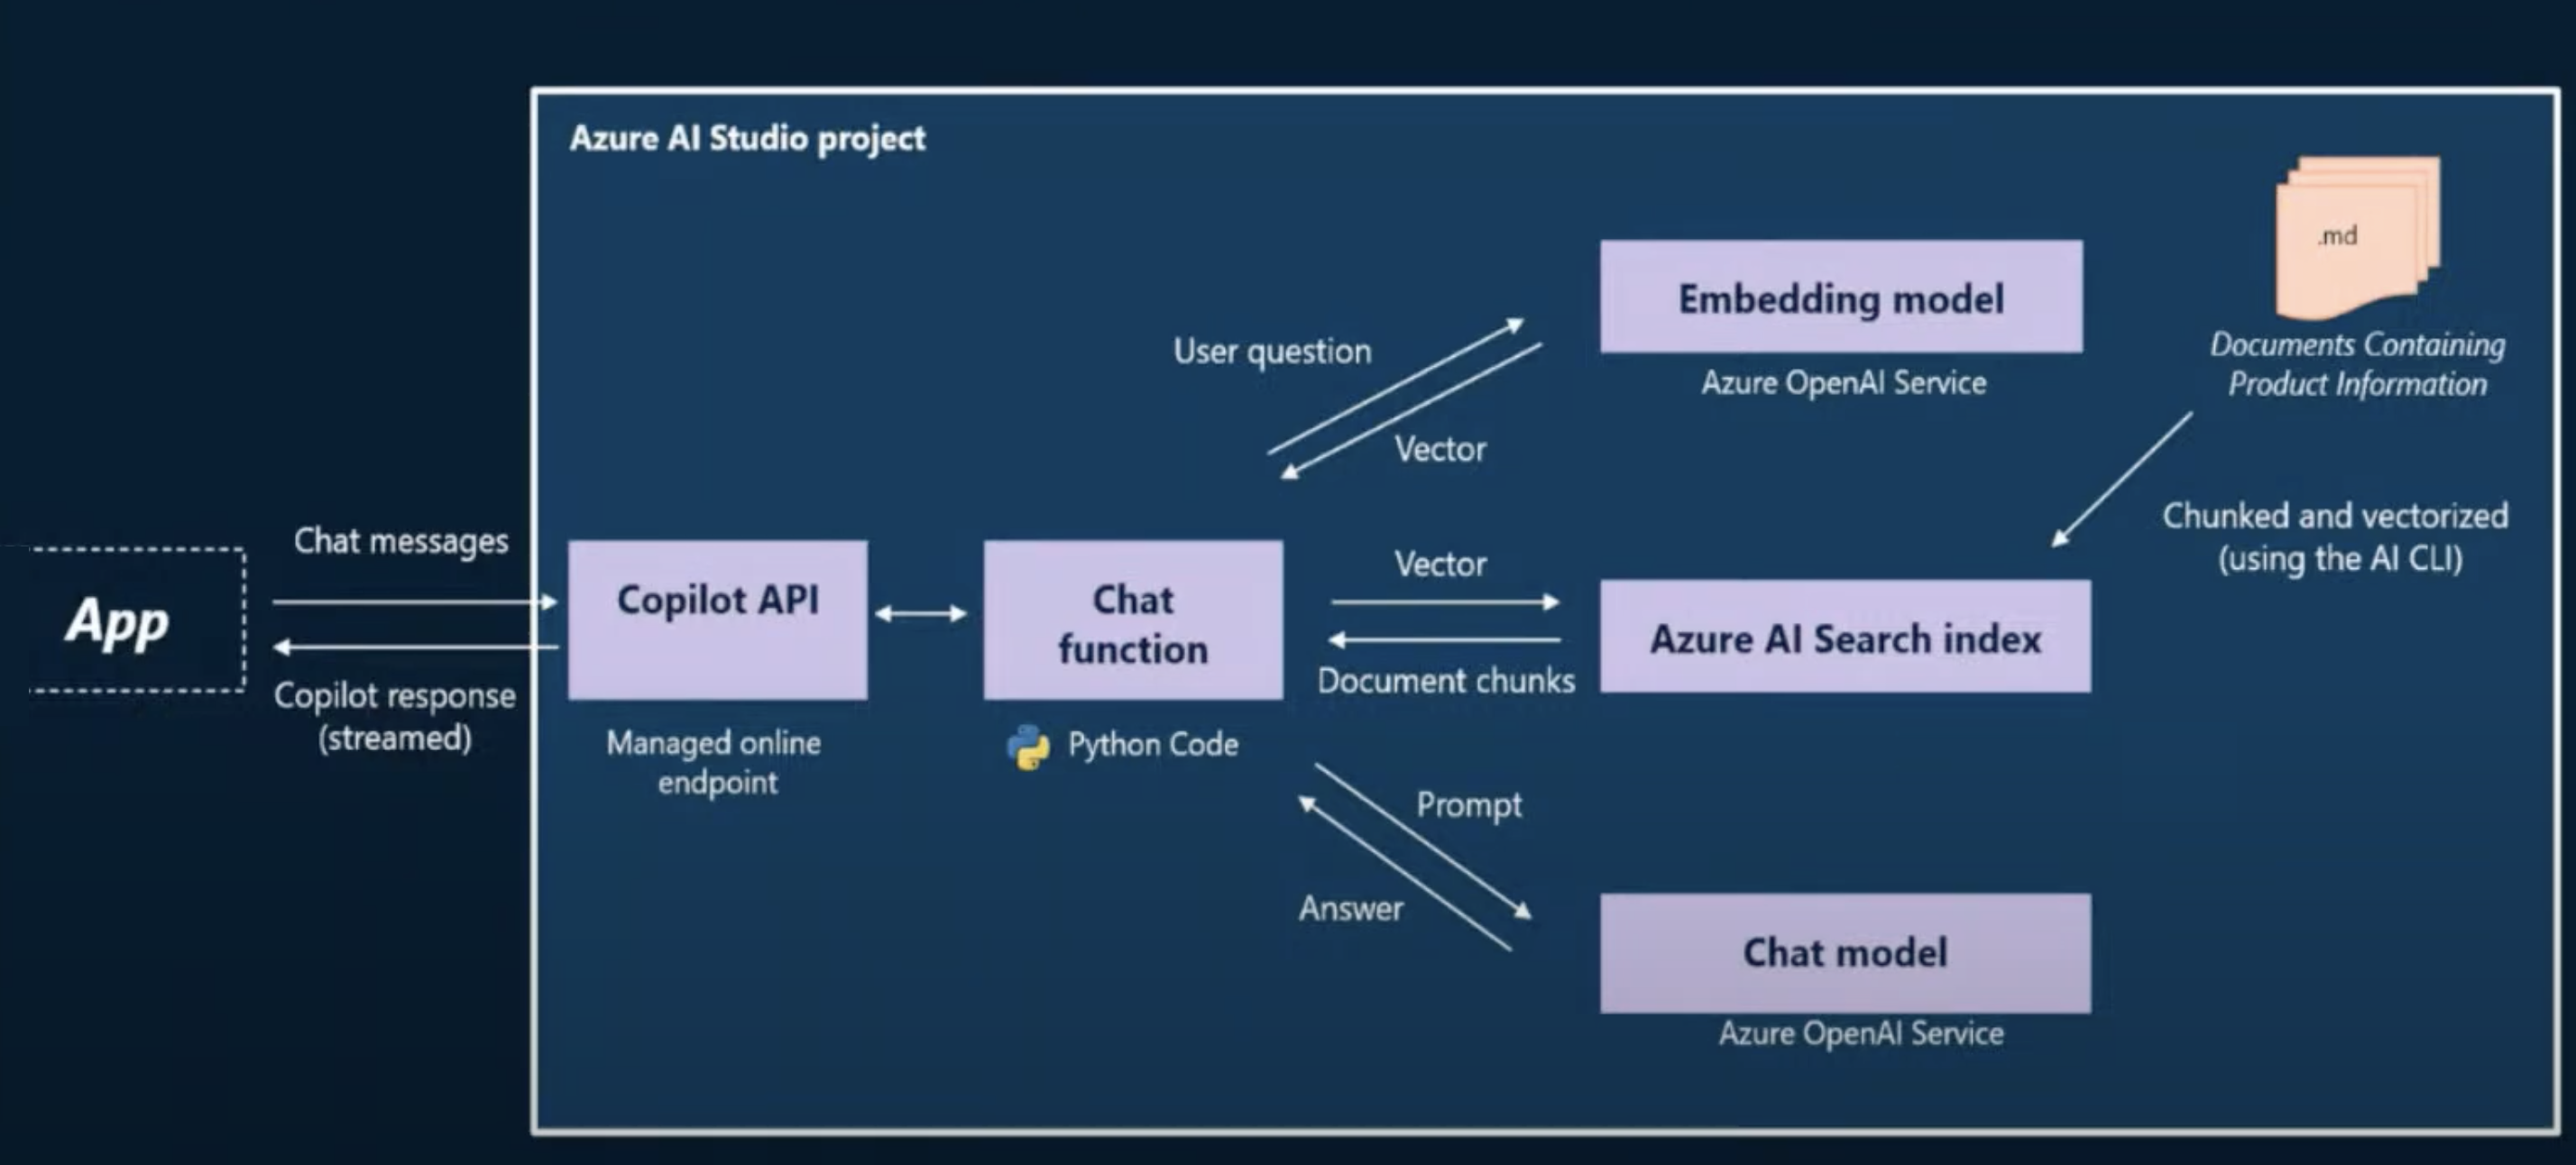 Azure AI Studio project
.md
Embedding model
User question
Documents Containing
Product Information
Azure OpenAI Service
Vector
Chat messages
Chunked and vectorized
(using the AI CLI)
App
Copilot API
Chat
function
Vector
Azure AI Search index
Document chunks
Copilot response
(streamed)
Managed online
endpoint
Python Code
Prompt
Answer
Chat model
Azure OpenAI Service